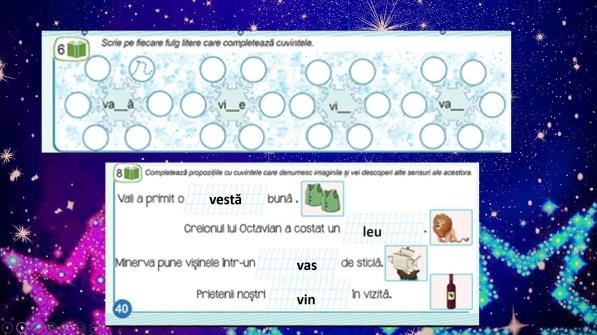 6
Scrie pe fiecare fulg litere care completează cuvintele.
va__ă vi__e vi__ va__
8
Completează propozițiile cu cuvintele care denumesc imaginile și vei descoperi alte sensuri ale acestora.
Vali a primit o vestă bună.
Creionul lui Octavian a costat un leu.
Minerva pune vișinele într-un vas de sticlă.
Prietenii noștri vin în vizită.
40